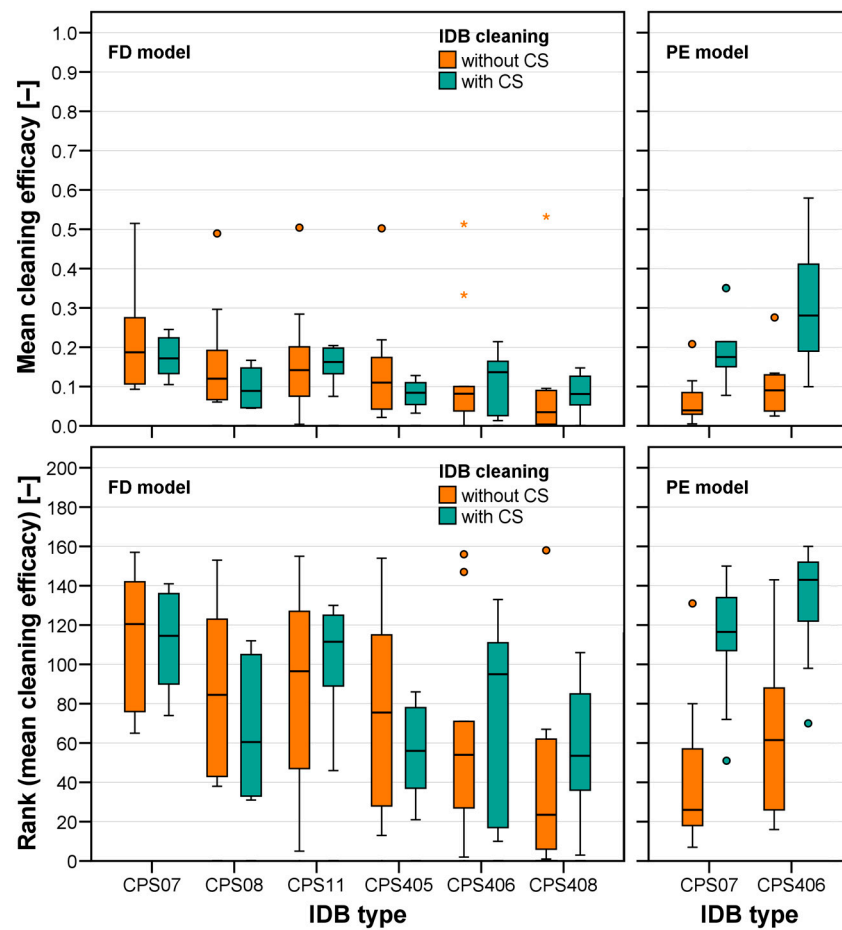 FD model
IDB cleaning
without CS
with CS
PE model
Mean cleaning efficacy [–]
1.0
0.9
0.8
0.7
0.6
0.5
0.4
0.3
0.2
0.1
0.0
FD model
IDB cleaning
without CS
with CS
PE model
Rank (mean cleaning efficacy) [–]
200
180
160
140
120
100
80
60
40
20
0
CPS07 CPS08 CPS11 CPS405 CPS406 CPS408 CPS07 CPS406
IDB type IDB type